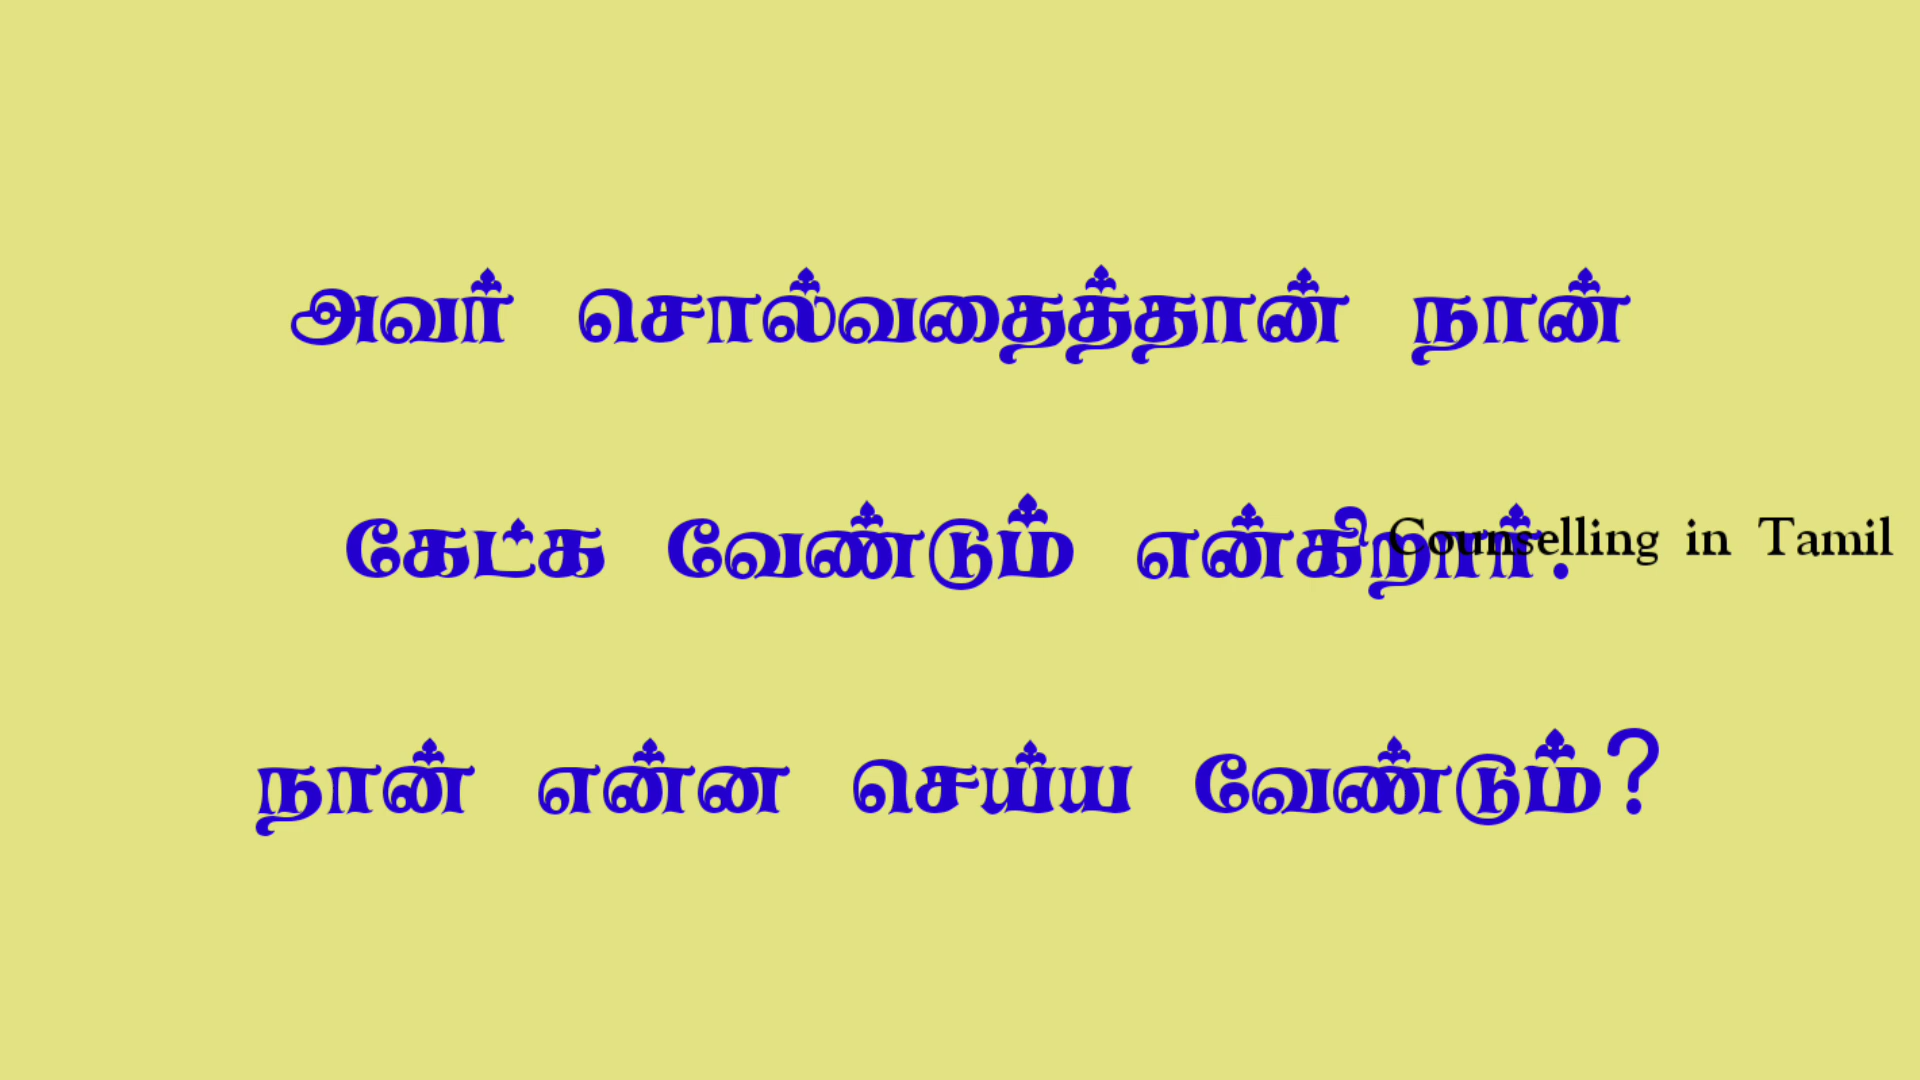 அவர் சொல்வதைத்தான் நான்
கேட்க வேண்டும் என்கிறார்.
Counselling in Tamil
நான் என்ன செய்ய வேண்டும்?